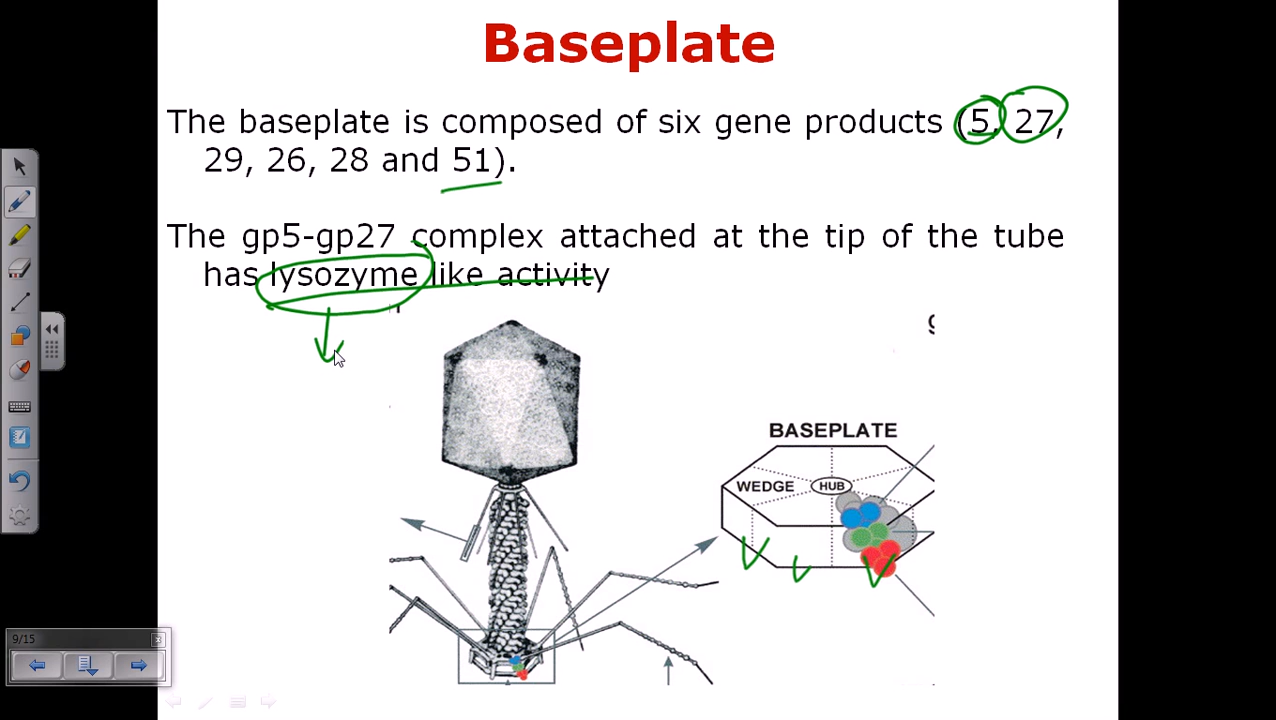 Baseplate
The baseplate is composed of six gene products (5, 27,
29, 26, 28 and 51).
The gp5-gp27 complex attached at the tip of the tube
has lysozyme like activity
BASEPLATE
WEDGE
HUB
9/15